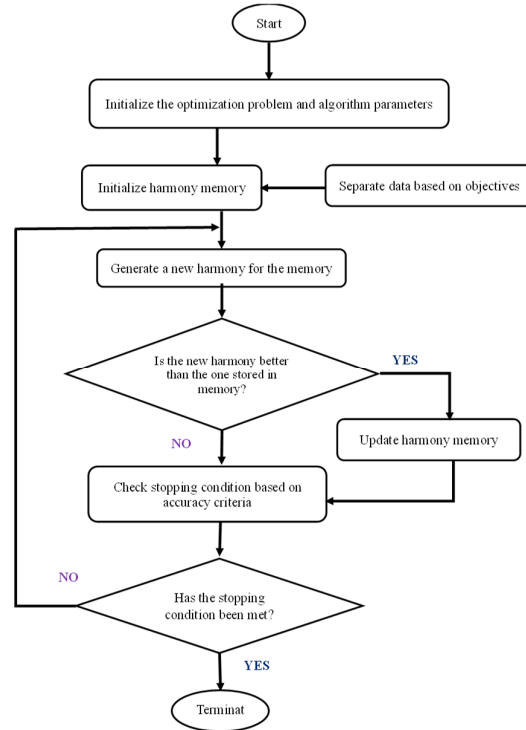 Start
Initialize the optimization problem and algorithm parameters
Initialize harmony memory
Separate data based on objectives
Generate a new harmony for the memory
Is the new harmony better
than the one stored in
memory?
YES
NO
Update harmony memory
Check stopping condition based on
accuracy criteria
NO
Has the stopping
condition been met?
YES
Terminat